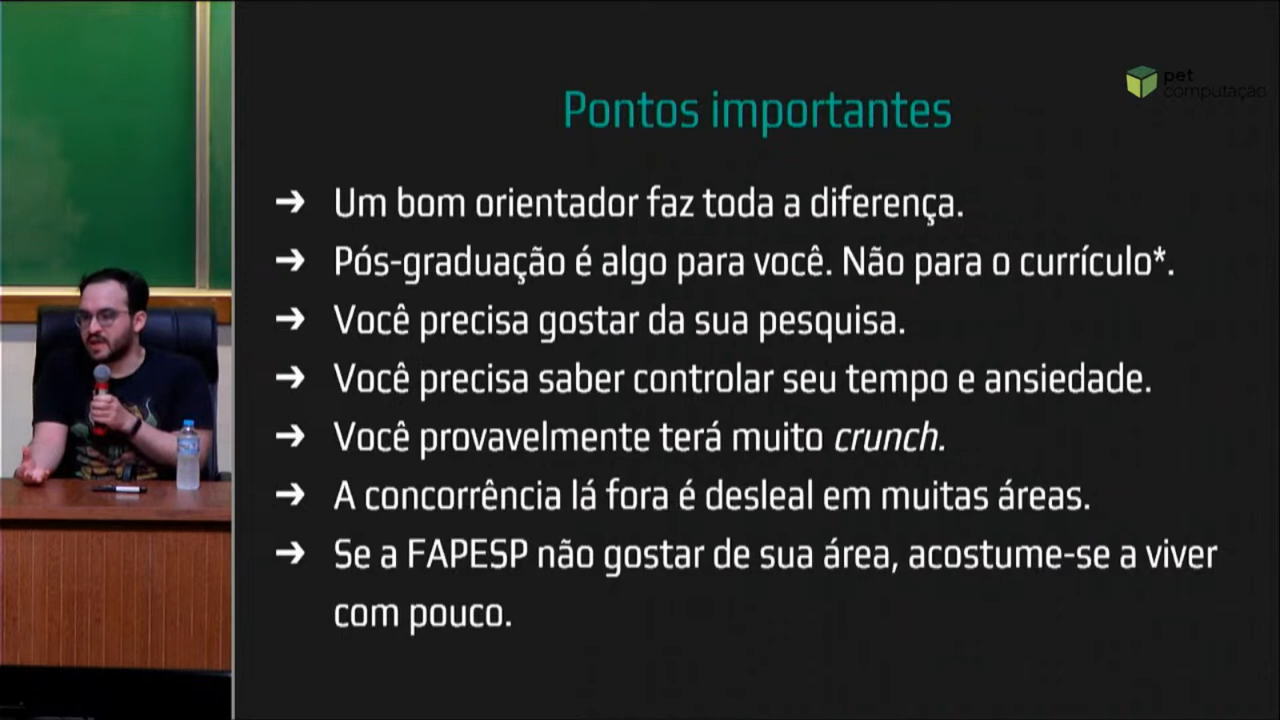 pet
computação
Pontos importantes
➔ Um bom orientador faz toda a diferença.
➔ Pós-graduação é algo para você. Não para o currículo*.
➔ Você precisa gostar da sua pesquisa.
➔ Você precisa saber controlar seu tempo e ansiedade.
➔ Você provavelmente terá muito crunch.
➔ A concorrência lá fora é desleal em muitas áreas.
➔ Se a FAPESP não gostar de sua área, acostume-se a viver
com pouco.